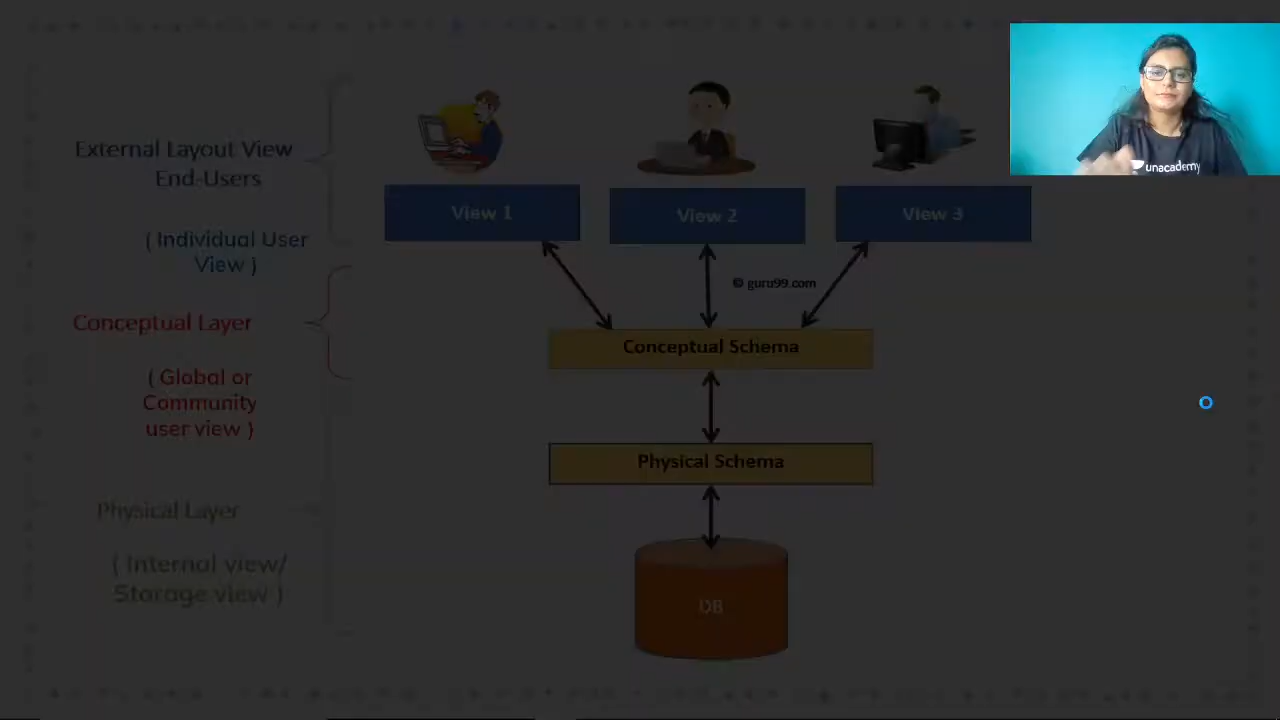 External Layout View
End-Users
( Individual User
View )
Conceptual Layer
( Global or
Community
user view )
Physical Layer
( Internal view/
Storage view )
View 1
View 2
View 3
© guru99.com
Conceptual Schema
Physical Schema
DB
unacademy